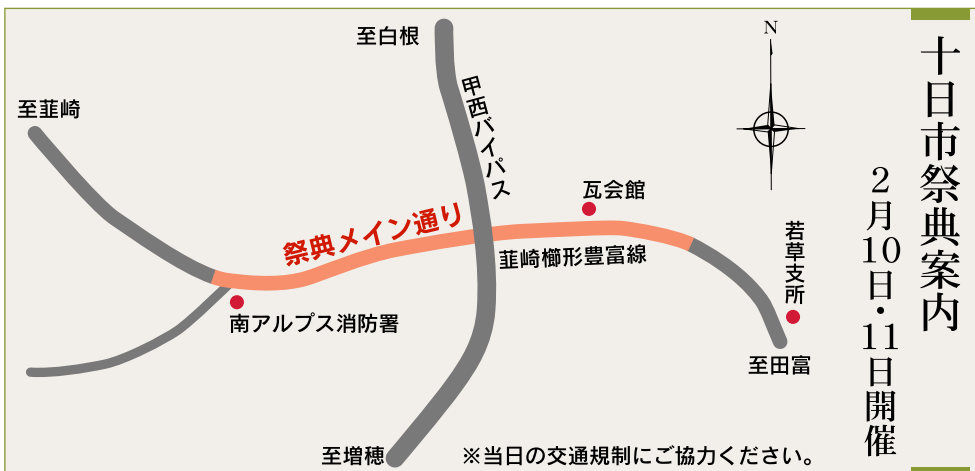 十日市祭典案内
2月10日・11日開催
N
至白根
至韮崎
甲西バイパス
瓦会館
祭典メイン通り
若草支所
韮崎櫛形豊富線
南アルプス消防署
至田富
至増穂
※当日の交通規制にご協力ください。